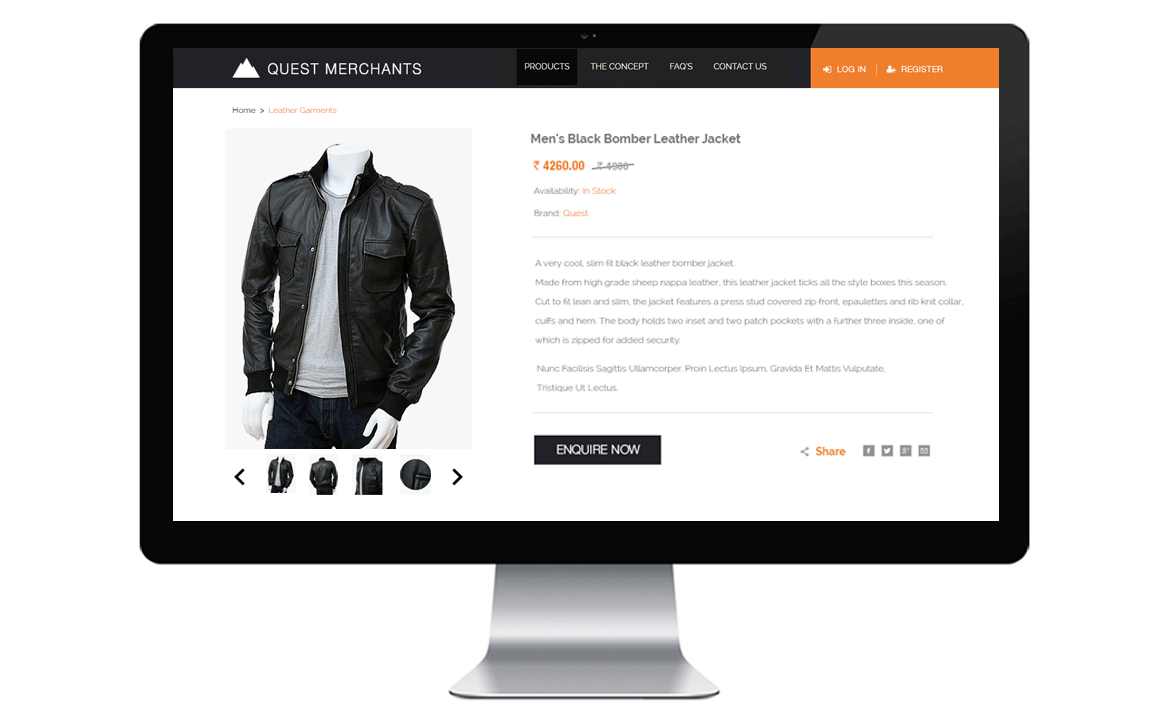 QUEST MERCHANTS
PRODUCTS THE CONCEPT FAQ'S CONTACT US
LOG IN REGISTER
Home > Leather Garments
Men's Black Bomber Leather Jacket
₹ 4260.00 ₹ 4980
Availability: In Stock
Brand: Quest
A very cool, slim fit black leather bomber jacket.
Made from high grade sheep nappa leather, this leather jacket ticks all the style boxes this season.
Cut to fit lean and slim, the jacket features a press stud covered zip front, epaulettes and rib knit collar,
cuffs and hem. The body holds two inset and two patch pockets with a further three inside, one of
which is zipped for added security.
Nunc Facilisis Sagittis Ullamcorper. Proin Lectus Ipsum, Gravida Et Mattis Vulputate,
Tristique Ut Lectus.
ENQUIRE NOW
Share